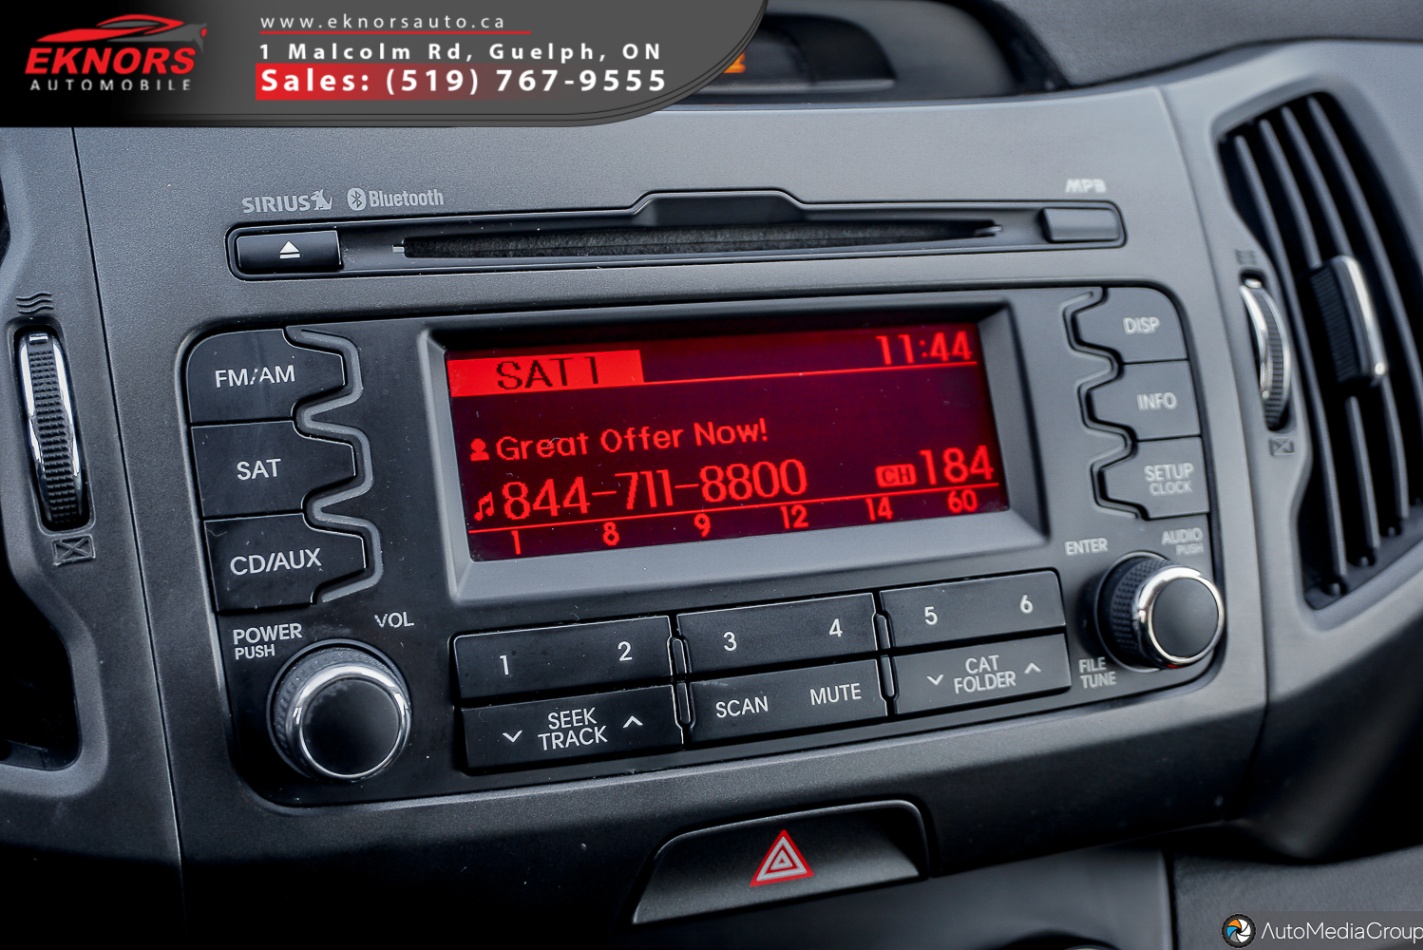 EKNORS
AUTOMOBILE
www.eknorsauto.ca
1 Malcolm Rd, Guelph, ON
Sales: (519) 767-9555
SIRIUS Bluetooth
MP3
FM/AM
SAT
CD/AUX
SAT1 11:44
Great Offer Now!
844-711-8800 CH 184
1 8 9 12 14 60
DISP
INFO
SETUP
CLOCK
POWER
PUSH
VOL
ENTER
AUDIO
PUSH
1 2 3 4 5 6
SEEK
TRACK
SCAN MUTE
CAT
FOLDER
FILE
TUNE
AutoMediaGroup